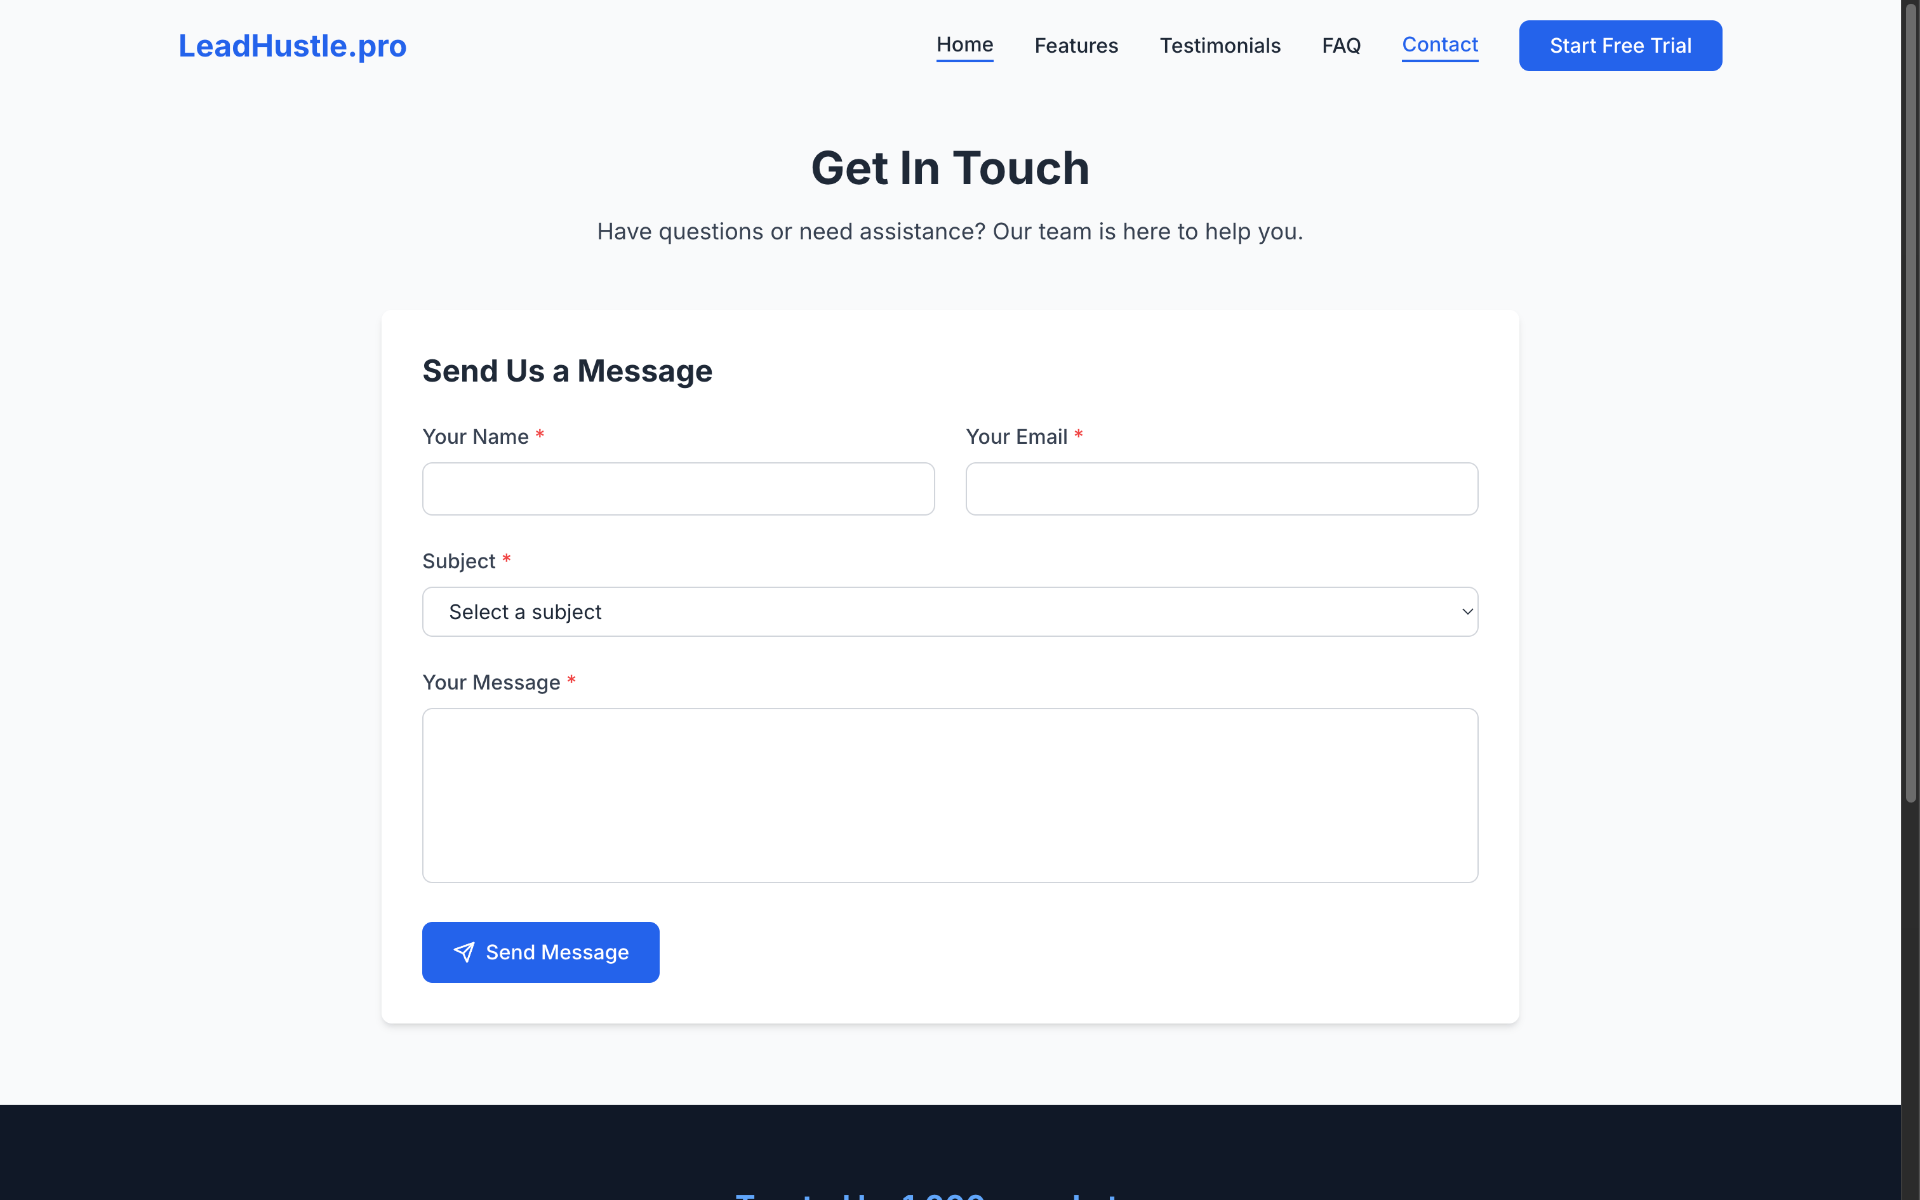 LeadHustle.pro
Home Features Testimonials FAQ Contact Start Free Trial
Get In Touch
Have questions or need assistance? Our team is here to help you.
Send Us a Message
Your Name * Your Email *
Subject *
Select a subject
Your Message *
Send Message